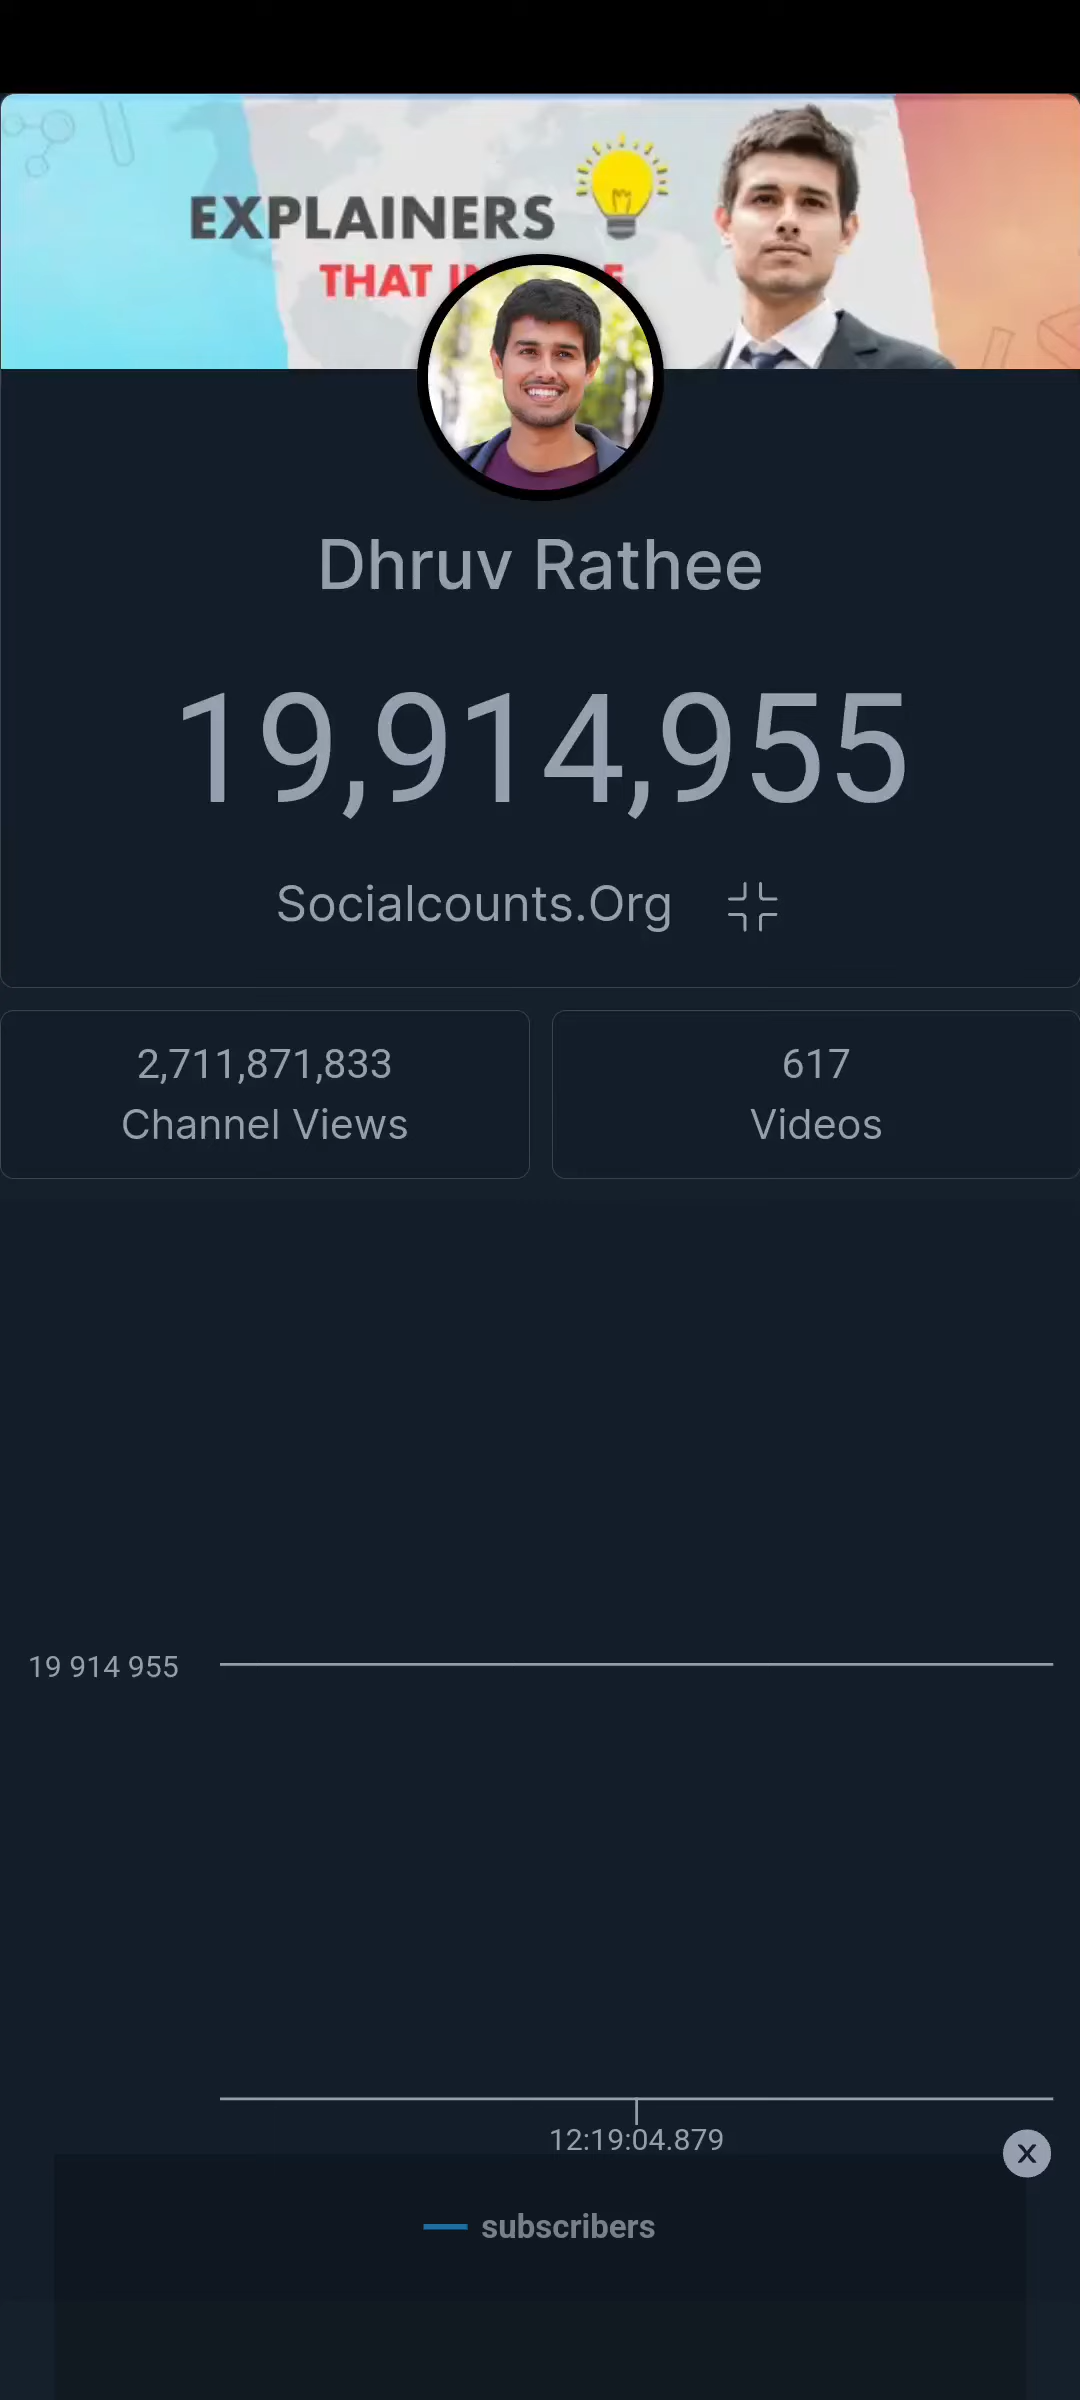 EXPLAINERS
THAT
Dhruv Rathee
19,914,955
Socialcounts.Org
2,711,871,833
Channel Views
617
Videos
19 914 955
12:19:04.879
X
subscribers